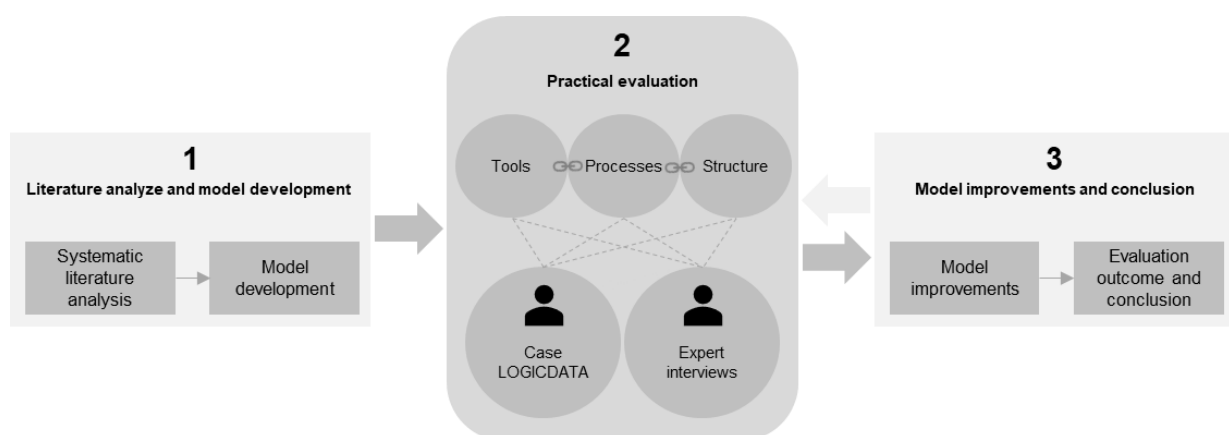 1
Literature analyze and model development
Systematic
literature
analysis
Model
development
2
Practical evaluation
Tools
Processes
Structure
Case
LOGICDATA
Expert
interviews
3
Model improvements and conclusion
Model
improvements
Evaluation
outcome and
conclusion